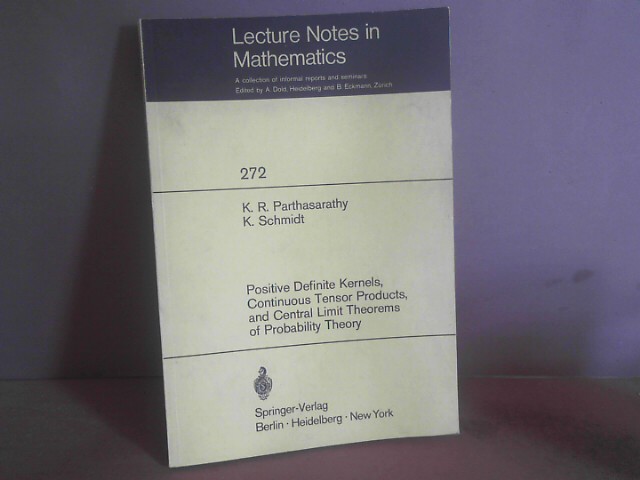 Lecture Notes in
Mathematics
A collection of informal reports and seminars
Edited by A. Dold, Heidelberg and B. Eckmann, Zürich
272
K. R. Parthasarathy
K. Schmidt
Positive Definite Kernels,
Continuous Tensor Products,
and Central Limit Theorems
of Probability Theory
Springer-Verlag
Berlin · Heidelberg · New York